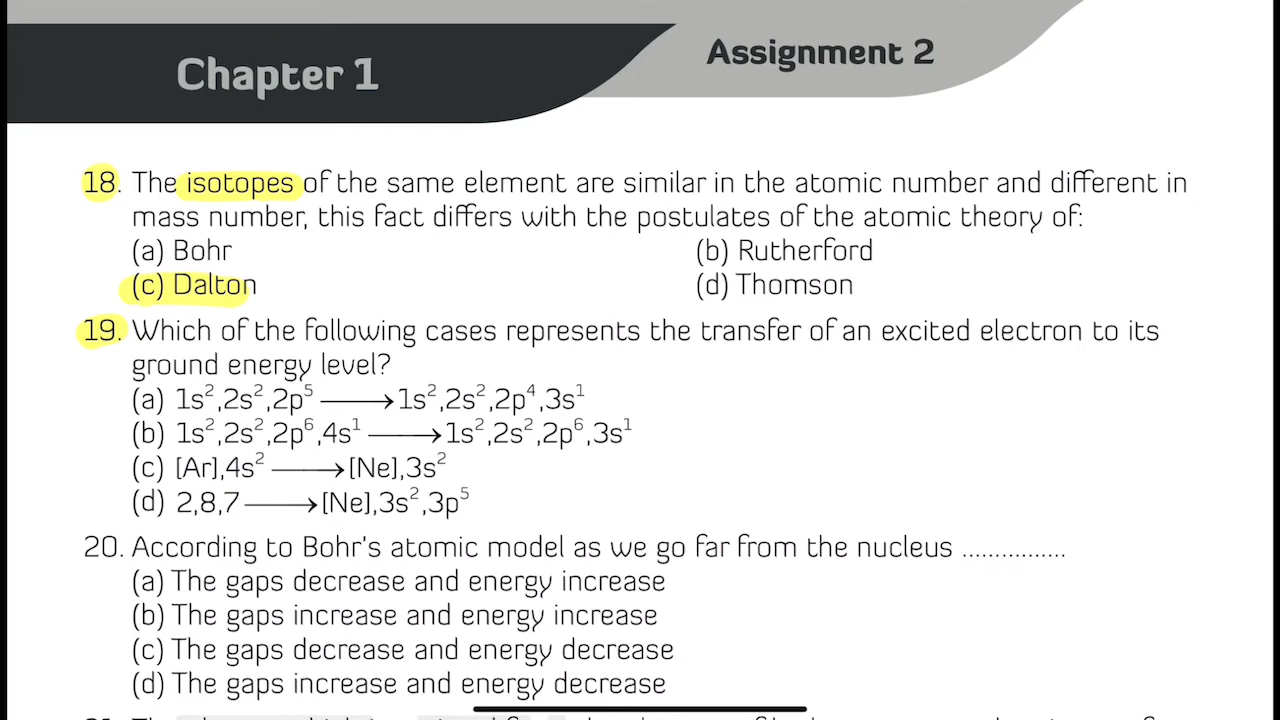 Chapter 1
Assignment 2
18. The isotopes of the same element are similar in the atomic number and different in
mass number, this fact differs with the postulates of the atomic theory of:
(a) Bohr (b) Rutherford
(c) Dalton (d) Thomson
19. Which of the following cases represents the transfer of an excited electron to its
ground energy level?
(a) 1s²,2s²,2p⁵ ⟶ 1s²,2s²,2p⁴,3s¹
(b) 1s²,2s²,2p⁶,4s¹ ⟶ 1s²,2s²,2p⁶,3s¹
(c) [Ar],4s² ⟶ [Ne],3s²
(d) 2,8,7 ⟶ [Ne],3s²,3p⁵
20. According to Bohr's atomic model as we go far from the nucleus ................
(a) The gaps decrease and energy increase
(b) The gaps increase and energy increase
(c) The gaps decrease and energy decrease
(d) The gaps increase and energy decrease